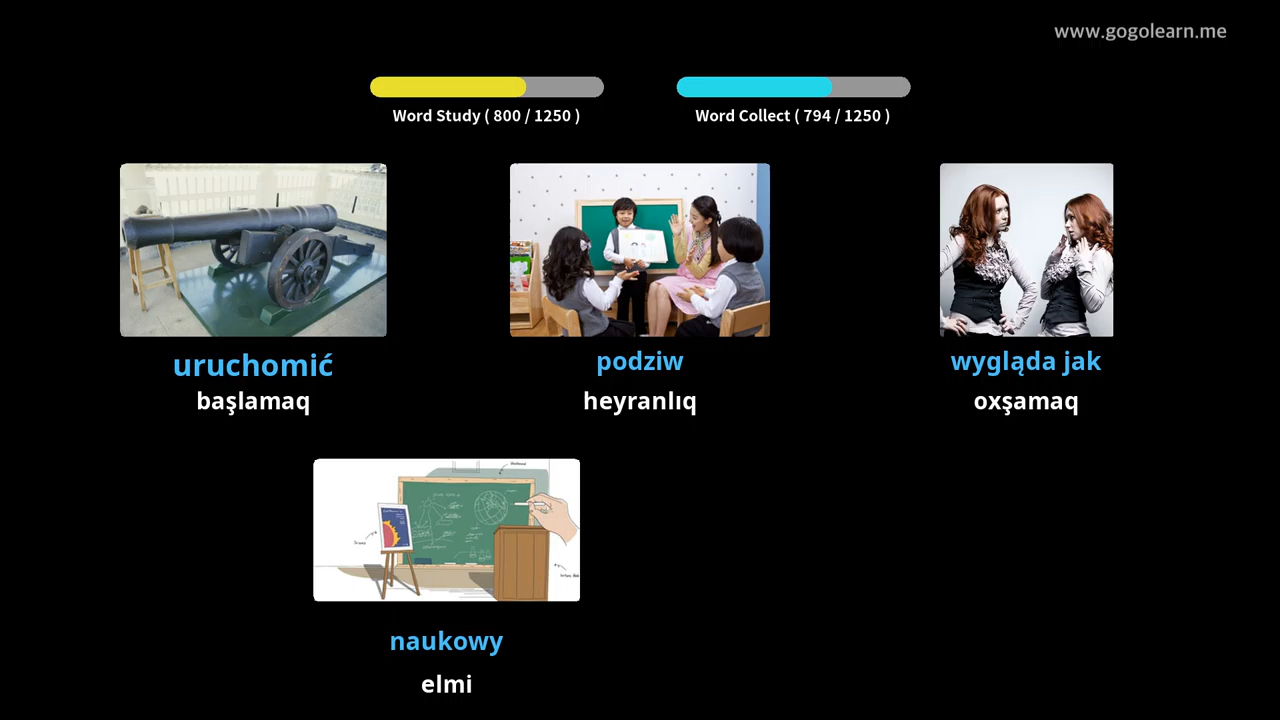 www.gogolearn.me
Word Study ( 800 / 1250 )
Word Collect ( 794 / 1250 )
uruchomić
başlamaq
podziw
heyranlıq
wygląda jak
oxşamaq
naukowy
elmi